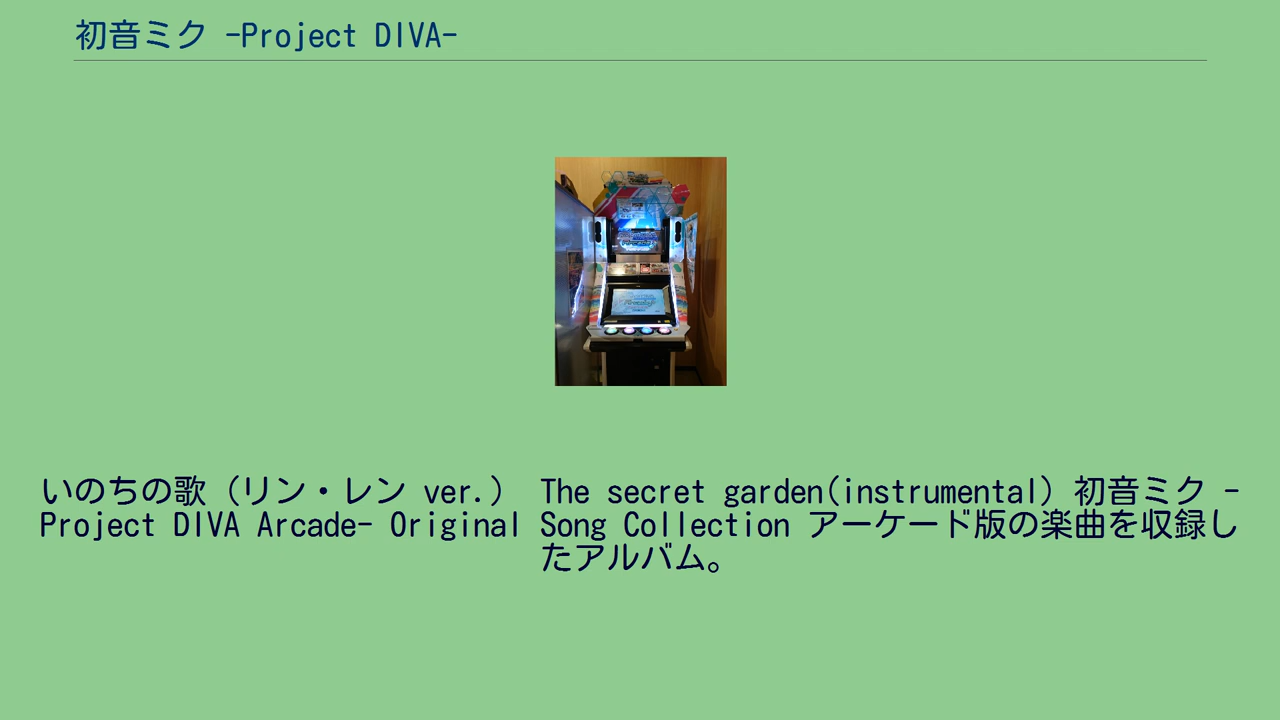 初音ミク -Project DIVA-
いのちの歌（リン・レン ver.） The secret garden(instrumental) 初音ミク -
Project DIVA Arcade- Original Song Collection アーケード版の楽曲を収録し
たアルバム。